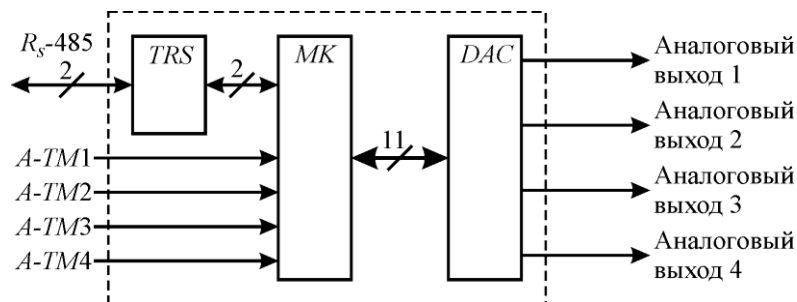 Rs-485
2
TRS
2
MK
11
DAC
A-TM1
A-TM2
A-TM3
A-TM4
Аналоговый
выход 1
Аналоговый
выход 2
Аналоговый
выход 3
Аналоговый
выход 4